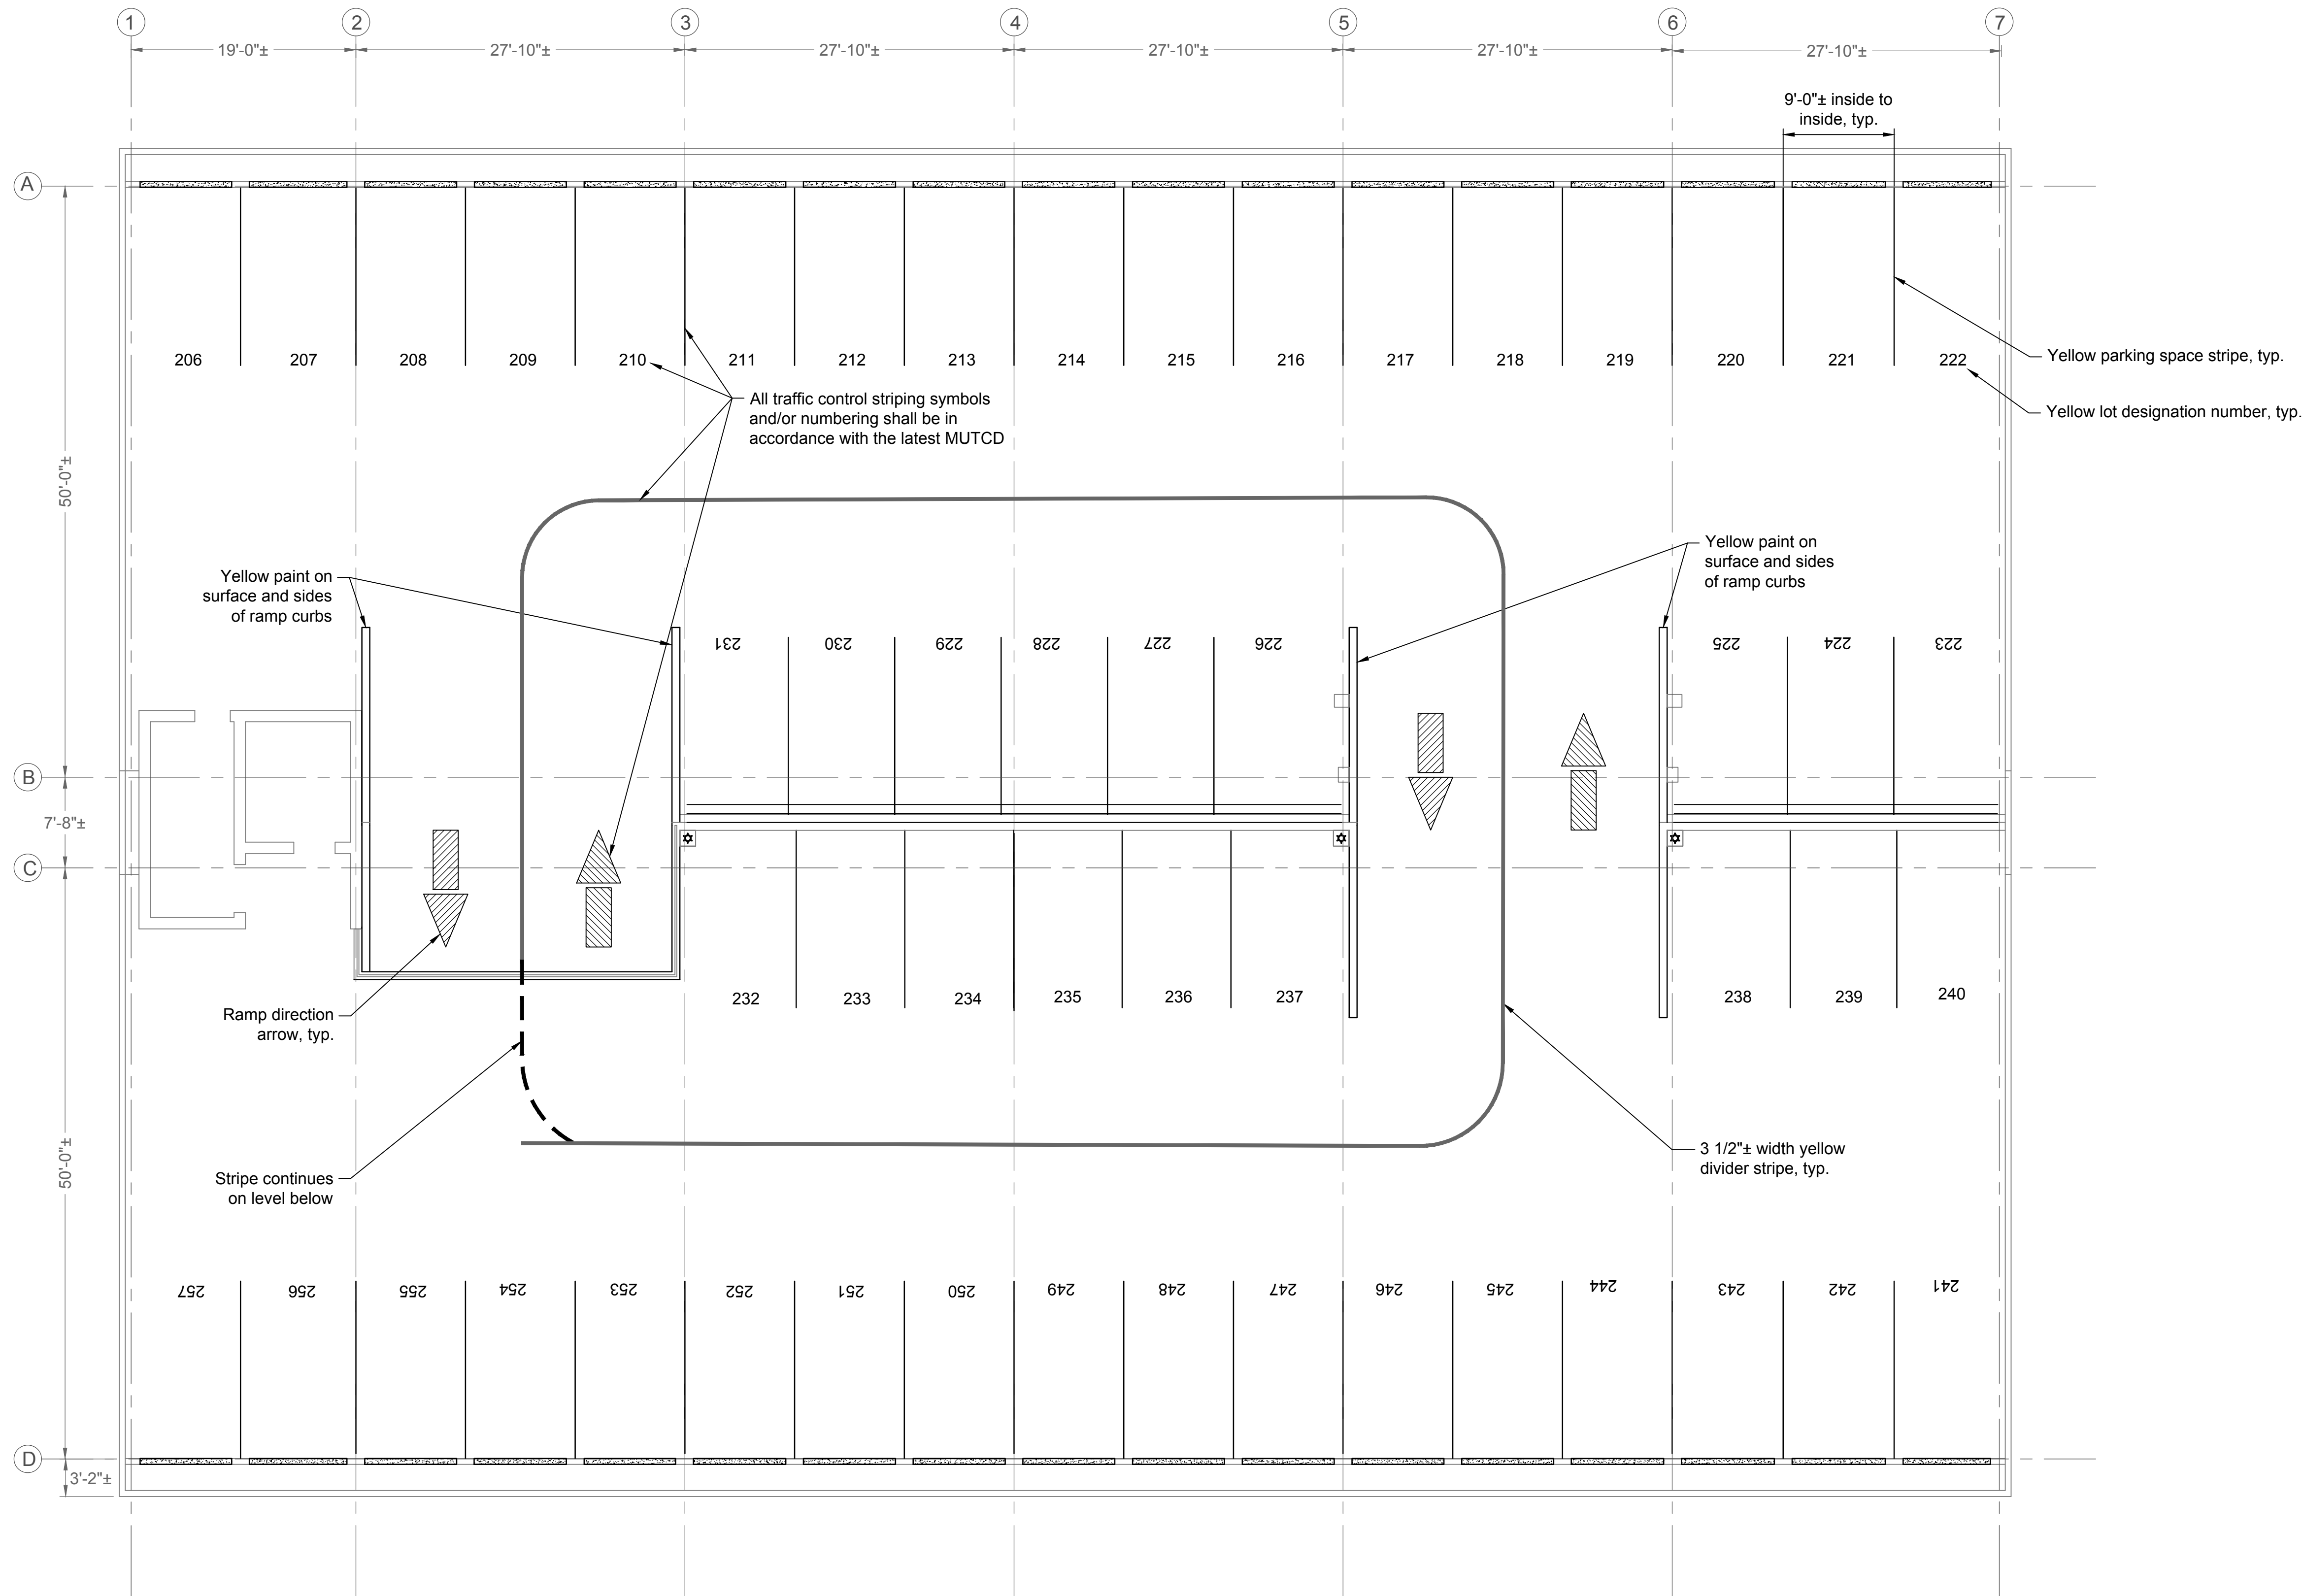 1 2 3 4 5 6 7
19'-0"± 27'-10"± 27'-10"± 27'-10"± 27'-10"± 27'-10"±
9'-0"± inside to
inside, typ.
A
206 207 208 209 210 211 212 213 214 215 216 217 218 219 220 221 222
Yellow parking space stripe, typ.
Yellow lot designation number, typ.
All traffic control striping symbols
and/or numbering shall be in
accordance with the latest MUTCD
50'-0"±
Yellow paint on
surface and sides
of ramp curbs
Yellow paint on
surface and sides
of ramp curbs
231 230 229 228 227 226 225 224 223
B
7'-8"±
C
232 233 234 235 236 237 238 239 240
Ramp direction
arrow, typ.
50'-0"±
Stripe continues
on level below
3 1/2"± width yellow
divider stripe, typ.
257 256 255 254 253 252 251 250 249 248 247 246 245 244 243 242 241
D
3'-2"±